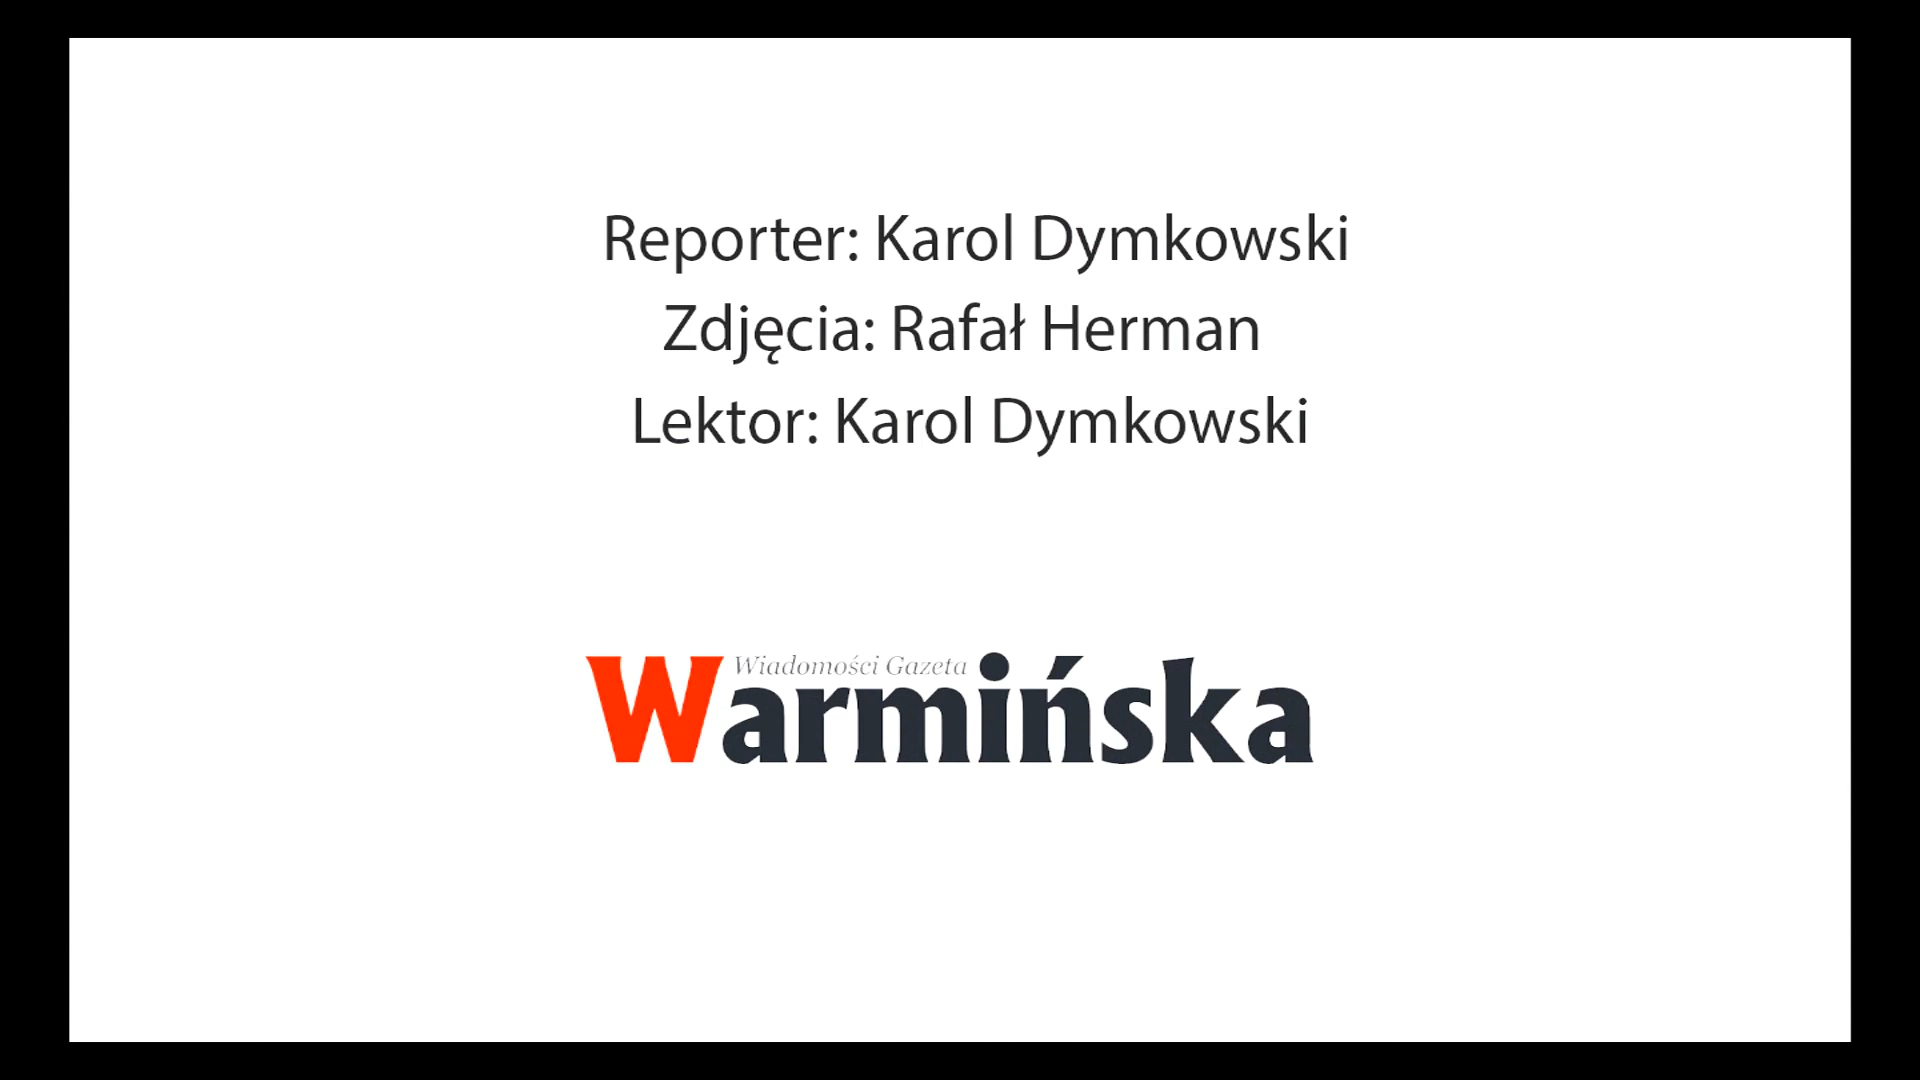 Reporter: Karol Dymkowski
Zdjęcia: Rafał Herman
Lektor: Karol Dymkowski
Wiadomości Gazeta
Warmińska